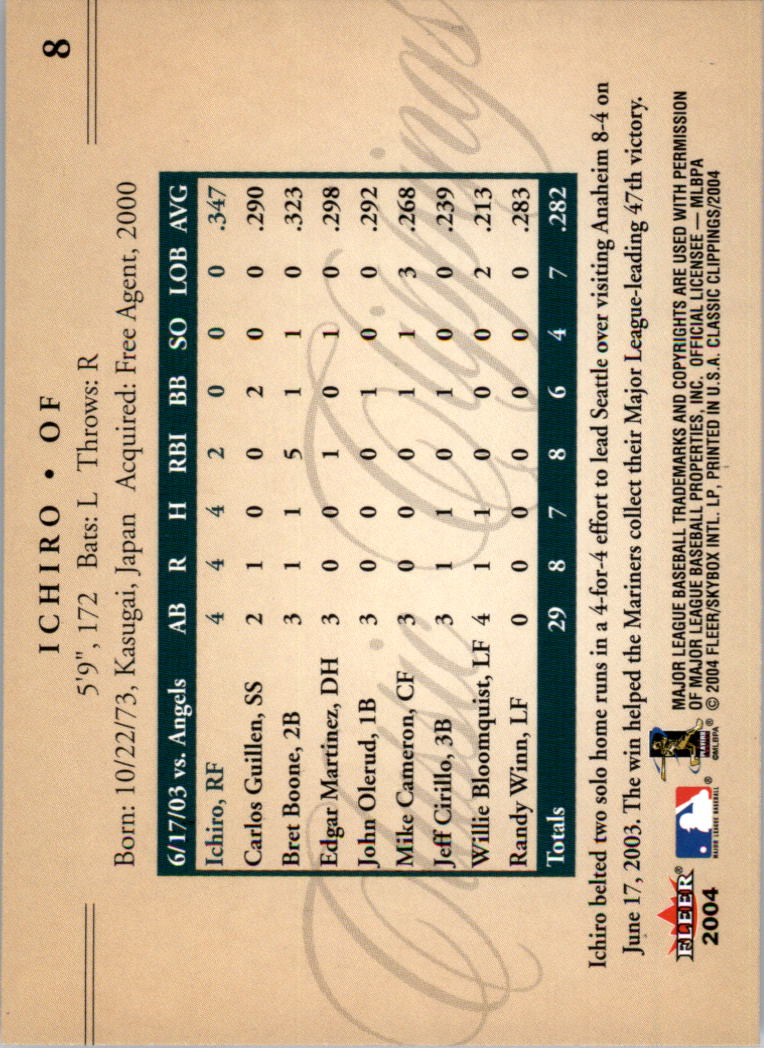 8
ICHIRO • OF
5'9", 172 Bats: L Throws: R
Born: 10/22/73, Kasugai, Japan Acquired: Free Agent, 2000
6/17/03 vs. Angels AB R H RBI BB SO LOB AVG
Ichiro, RF 4 4 4 2 0 0 0 .347
Carlos Guillen, SS 2 1 0 0 2 0 0 .290
Bret Boone, 2B 3 1 1 5 1 1 0 .323
Edgar Martinez, DH 3 0 0 1 0 1 0 .298
John Olerud, 1B 3 0 0 0 1 0 0 .292
Mike Cameron, CF 3 0 0 0 1 1 3 .268
Jeff Cirillo, 3B 3 1 1 0 1 0 0 .239
Willie Bloomquist, LF 4 1 1 0 0 0 2 .213
Randy Winn, LF 0 0 0 0 0 0 0 .283
Totals 29 8 7 8 6 4 7 .282
Classic Clippings
Ichiro belted two solo home runs in a 4-for-4 effort to lead Seattle over visiting Anaheim 8-4 on
June 17, 2003. The win helped the Mariners collect their Major League-leading 47th victory.
FLEER®
2004
®
MAJOR LEAGUE BASEBALL
PLAYERS
®
©MLBPA
MAJOR LEAGUE BASEBALL TRADEMARKS AND COPYRIGHTS ARE USED WITH PERMISSION
OF MAJOR LEAGUE BASEBALL PROPERTIES, INC. OFFICIAL LICENSEE — MLBPA
© 2004 FLEER/SKYBOX INTL. LP, PRINTED IN U.S.A. CLASSIC CLIPPINGS/2004